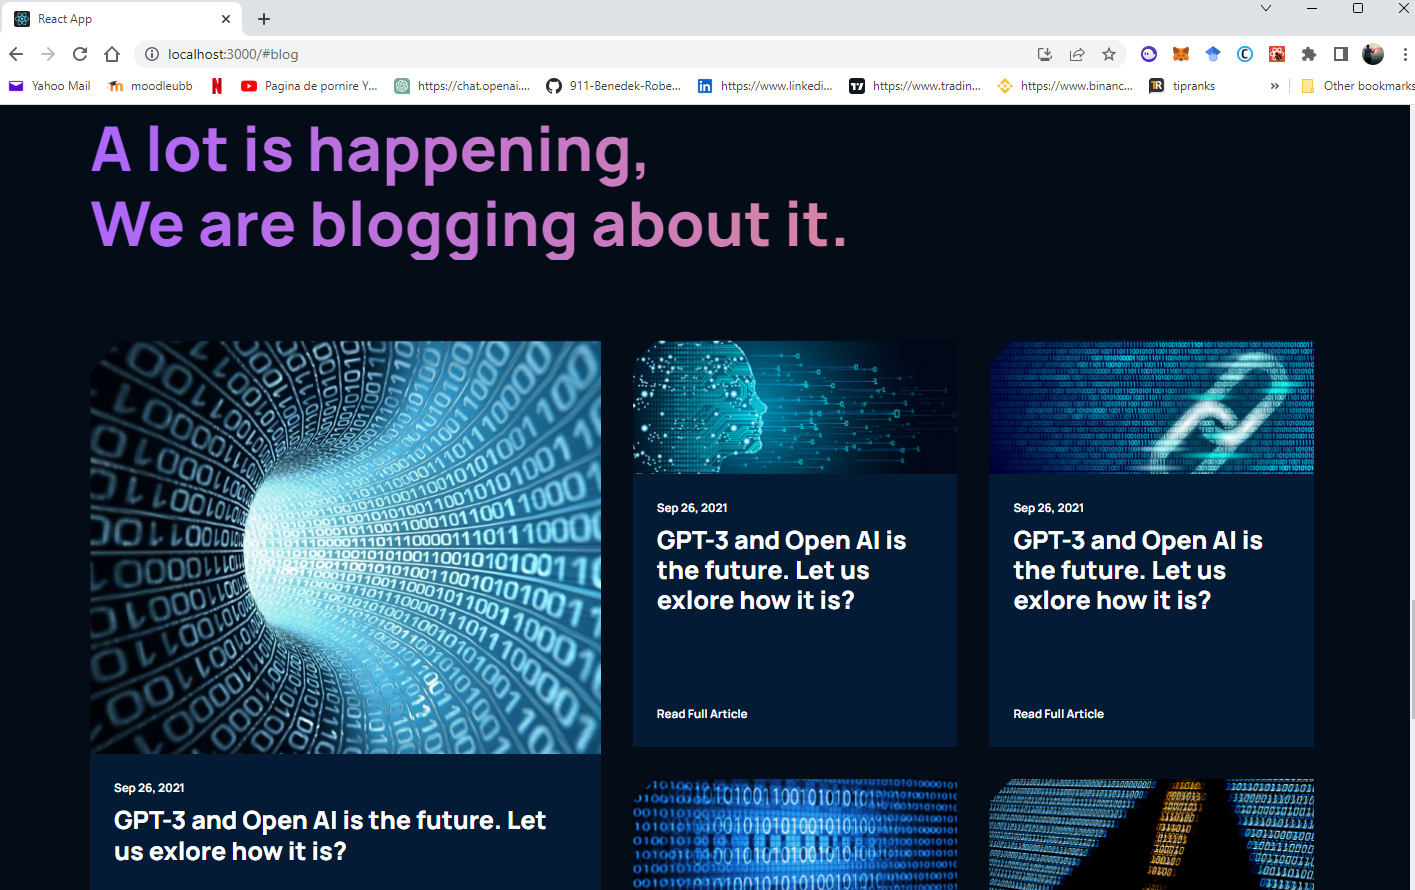 React App
localhost:3000/#blog
Yahoo Mail
moodleubb
Pagina de pornire Y...
https://chat.openai....
911-Benedek-Robe...
https://www.linkedi...
https://www.tradin...
https://www.binanc...
tipranks
»
Other bookmarks
A lot is happening,
We are blogging about it.
Sep 26, 2021
GPT-3 and Open AI is the future. Let
us exlore how it is?
Sep 26, 2021
GPT-3 and Open AI is
the future. Let us
exlore how it is?
Read Full Article
Sep 26, 2021
GPT-3 and Open AI is
the future. Let us
exlore how it is?
Read Full Article